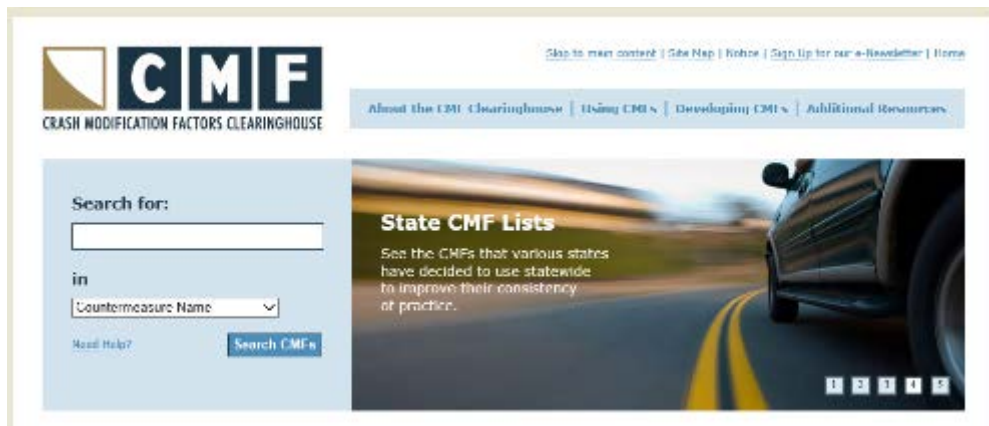 CMF
CRASH MODIFICATION FACTORS CLEARINGHOUSE
Skip to main content | Site Map | Notice | Sign Up for our e-Newsletter | Home
About the CMF Clearinghouse | Using CMFs | Developing CMFs | Additional Resources
Search for:
in
Countermeasure Name
Need Help?
Search CMFs
State CMF Lists
See the CMFs that various states
have decided to use statewide
to improve their consistency
of practice.
1 2 3 4 5